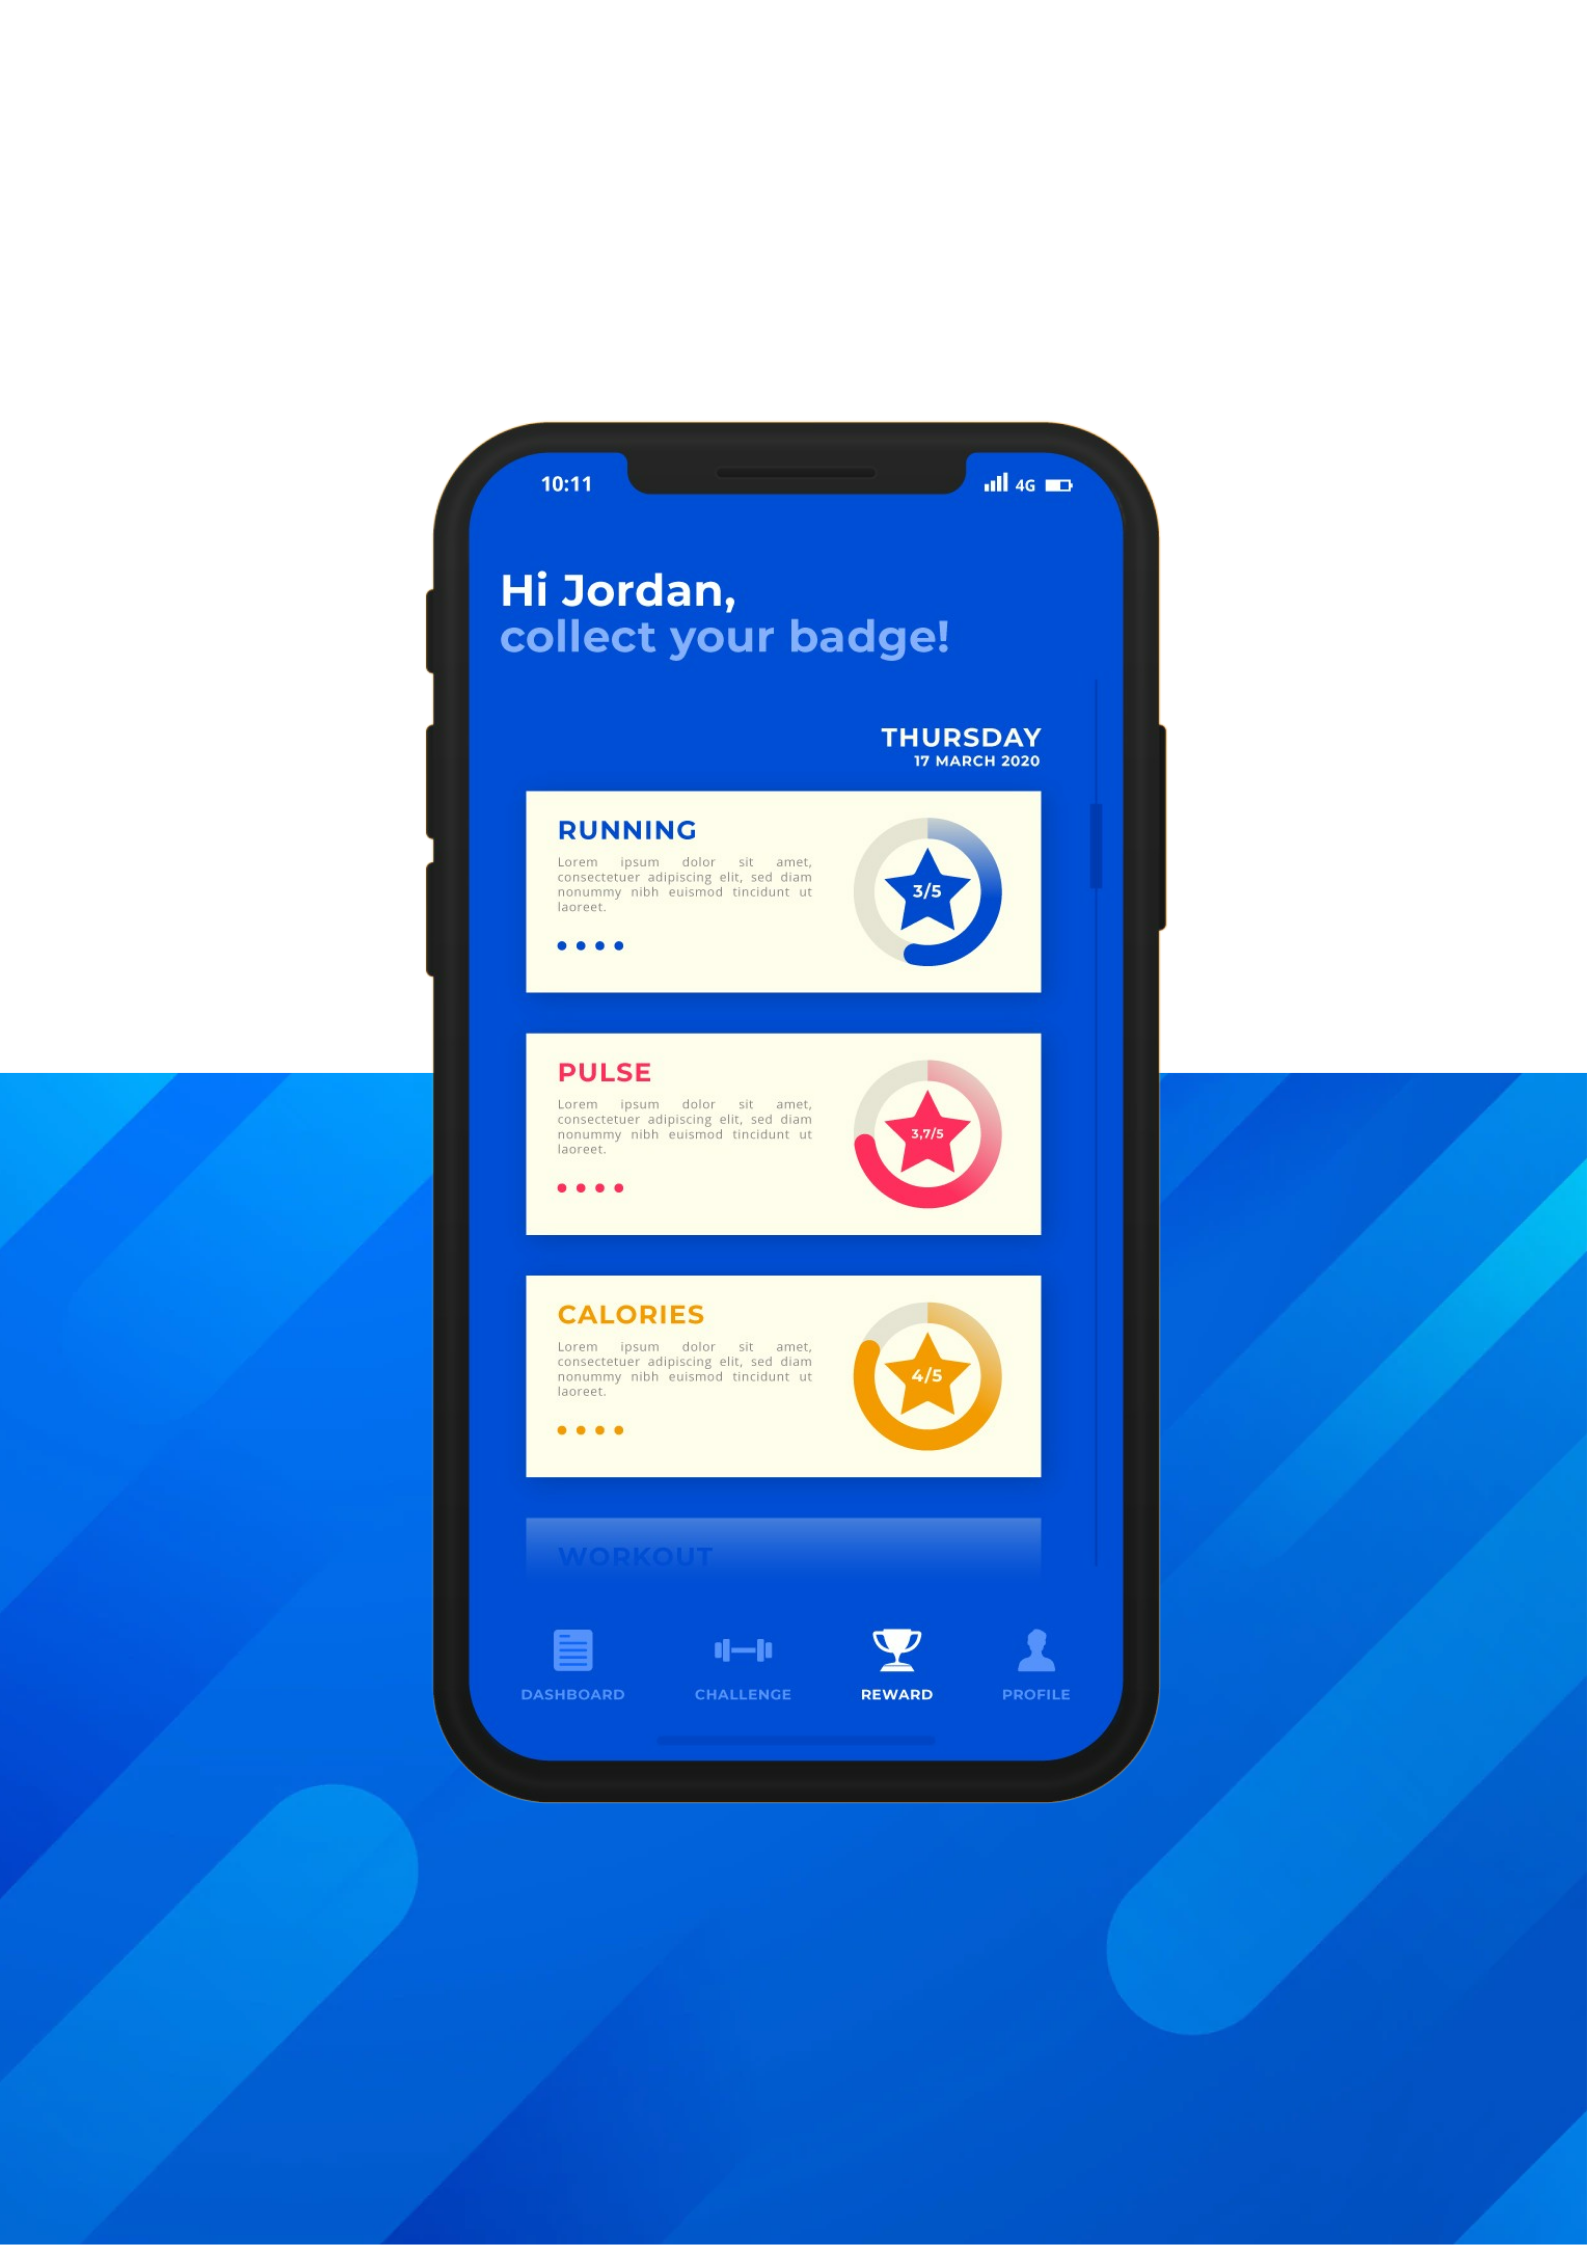 10:11
4G
Hi Jordan,
collect your badge!
THURSDAY
17 MARCH 2020
RUNNING
Lorem ipsum dolor sit amet,
consectetuer adipiscing elit, sed diam
nonummy nibh euismod tincidunt ut
laoreet.
3/5
PULSE
Lorem ipsum dolor sit amet,
consectetuer adipiscing elit, sed diam
nonummy nibh euismod tincidunt ut
laoreet.
3,7/5
CALORIES
Lorem ipsum dolor sit amet,
consectetuer adipiscing elit, sed diam
nonummy nibh euismod tincidunt ut
laoreet.
4/5
WORKOUT
DASHBOARD
CHALLENGE
REWARD
PROFILE